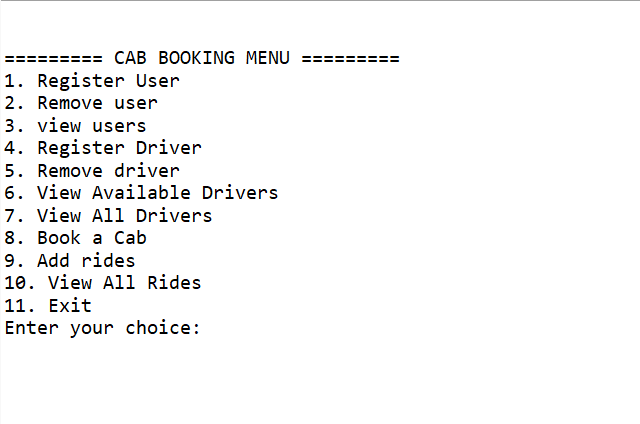 ========= CAB BOOKING MENU =========
1. Register User
2. Remove user
3. view users
4. Register Driver
5. Remove driver
6. View Available Drivers
7. View All Drivers
8. Book a Cab
9. Add rides
10. View All Rides
11. Exit
Enter your choice: